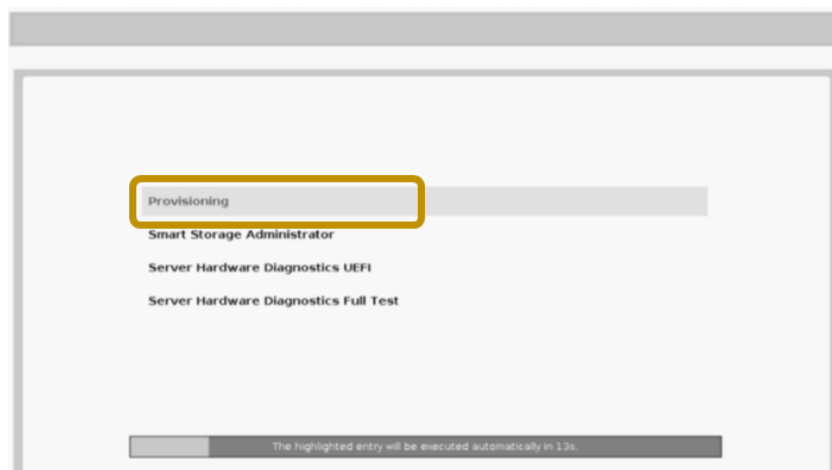 Provisioning
Smart Storage Administrator
Server Hardware Diagnostics UEFI
Server Hardware Diagnostics Full Test
The highlighted entry will be executed automatically in 13s.